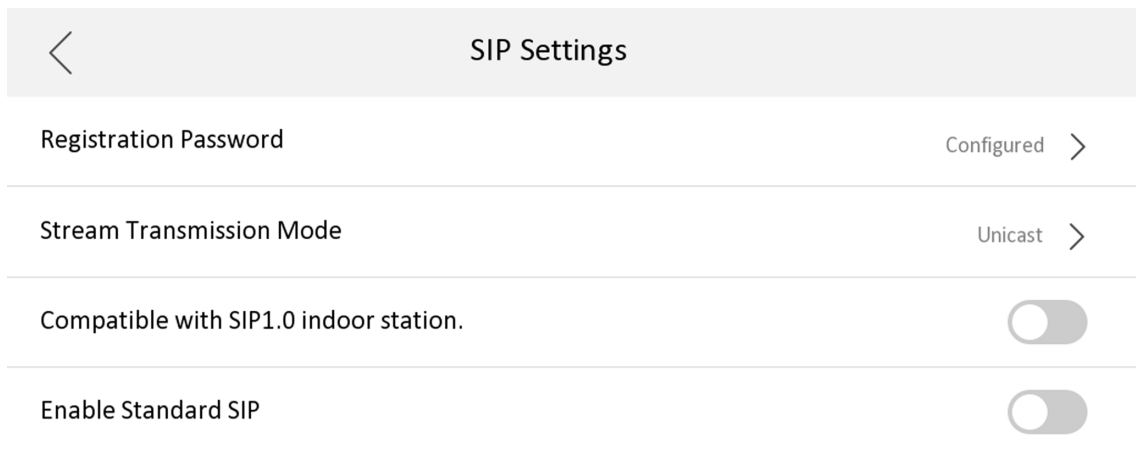 SIP Settings
Registration Password
Configured
Stream Transmission Mode
Unicast
Compatible with SIP1.0 indoor station.
Enable Standard SIP